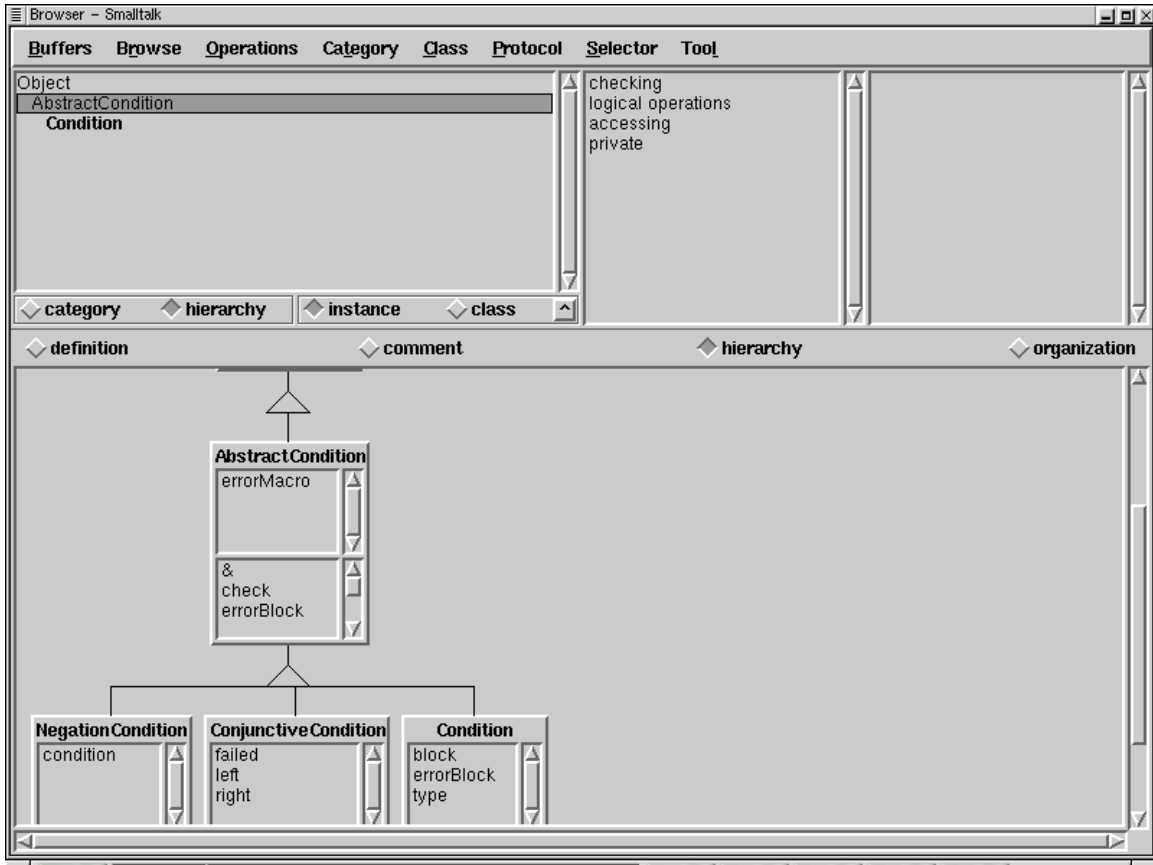 Browser – Smalltalk
Buffers Browse Operations Category Class Protocol Selector Tool
Object
AbstractCondition
Condition
checking
logical operations
accessing
private
category hierarchy instance class
definition comment hierarchy organization
AbstractCondition
errorMacro
&
check
errorBlock
NegationCondition
condition
ConjunctiveCondition
failed
left
right
Condition
block
errorBlock
type